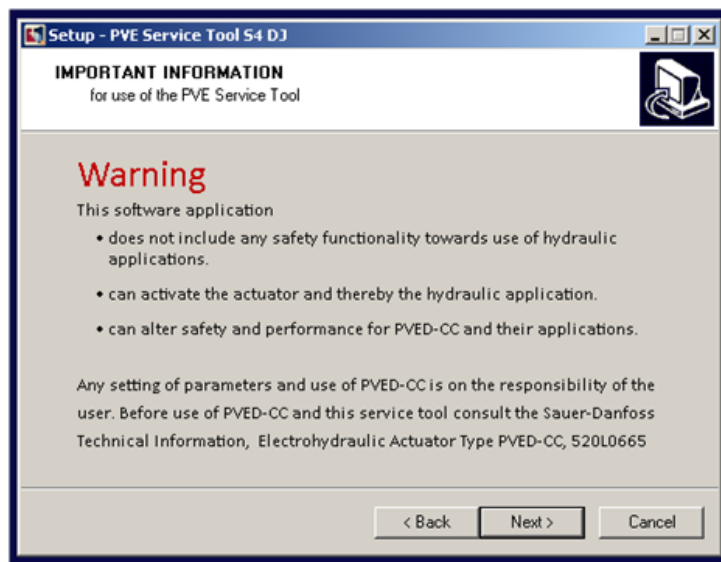 Setup - PVE Service Tool S4 DJ
IMPORTANT INFORMATION
for use of the PVE Service Tool
Warning
This software application
• does not include any safety functionality towards use of hydraulic
applications.
• can activate the actuator and thereby the hydraulic application.
• can alter safety and performance for PVED-CC and their applications.
Any setting of parameters and use of PVED-CC is on the responsibility of the
user. Before use of PVED-CC and this service tool consult the Sauer-Danfoss
Technical Information, Electrohydraulic Actuator Type PVED-CC, 520L0665
< Back Next > Cancel